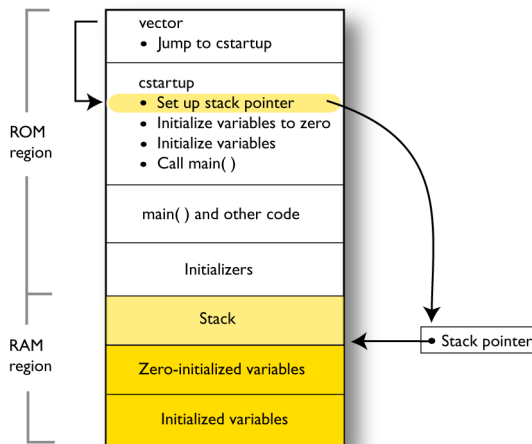 vector
• Jump to cstartup
cstartup
• Set up stack pointer
• Initialize variables to zero
• Initialize variables
• Call main( )
ROM
region
main( ) and other code
Initializers
Stack
RAM
region
Stack pointer
Zero-initialized variables
Initialized variables